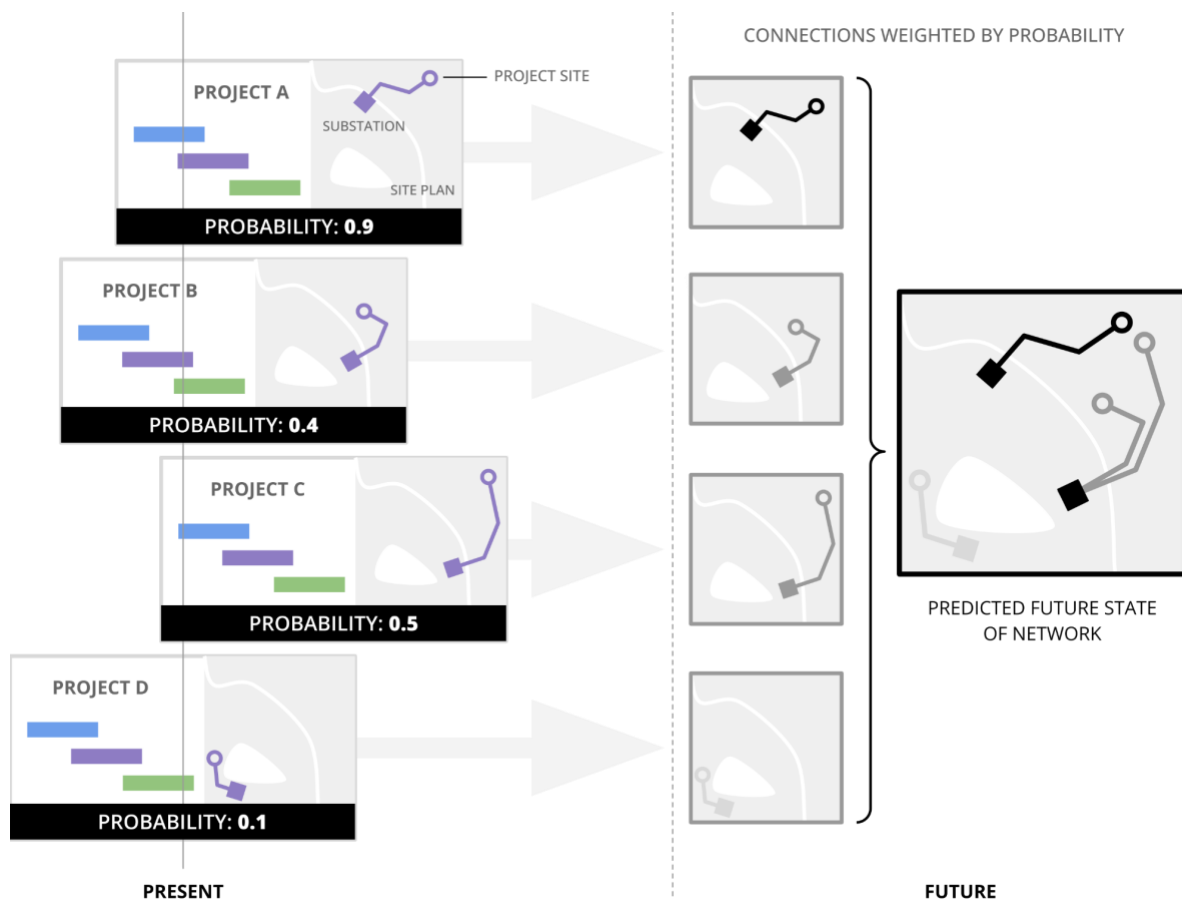 CONNECTIONS WEIGHTED BY PROBABILITY
PROJECT A
PROJECT SITE
SUBSTATION
SITE PLAN
PROBABILITY: 0.9
PROJECT B
PROBABILITY: 0.4
PROJECT C
PROBABILITY: 0.5
PREDICTED FUTURE STATE
OF NETWORK
PROJECT D
PROBABILITY: 0.1
PRESENT
FUTURE